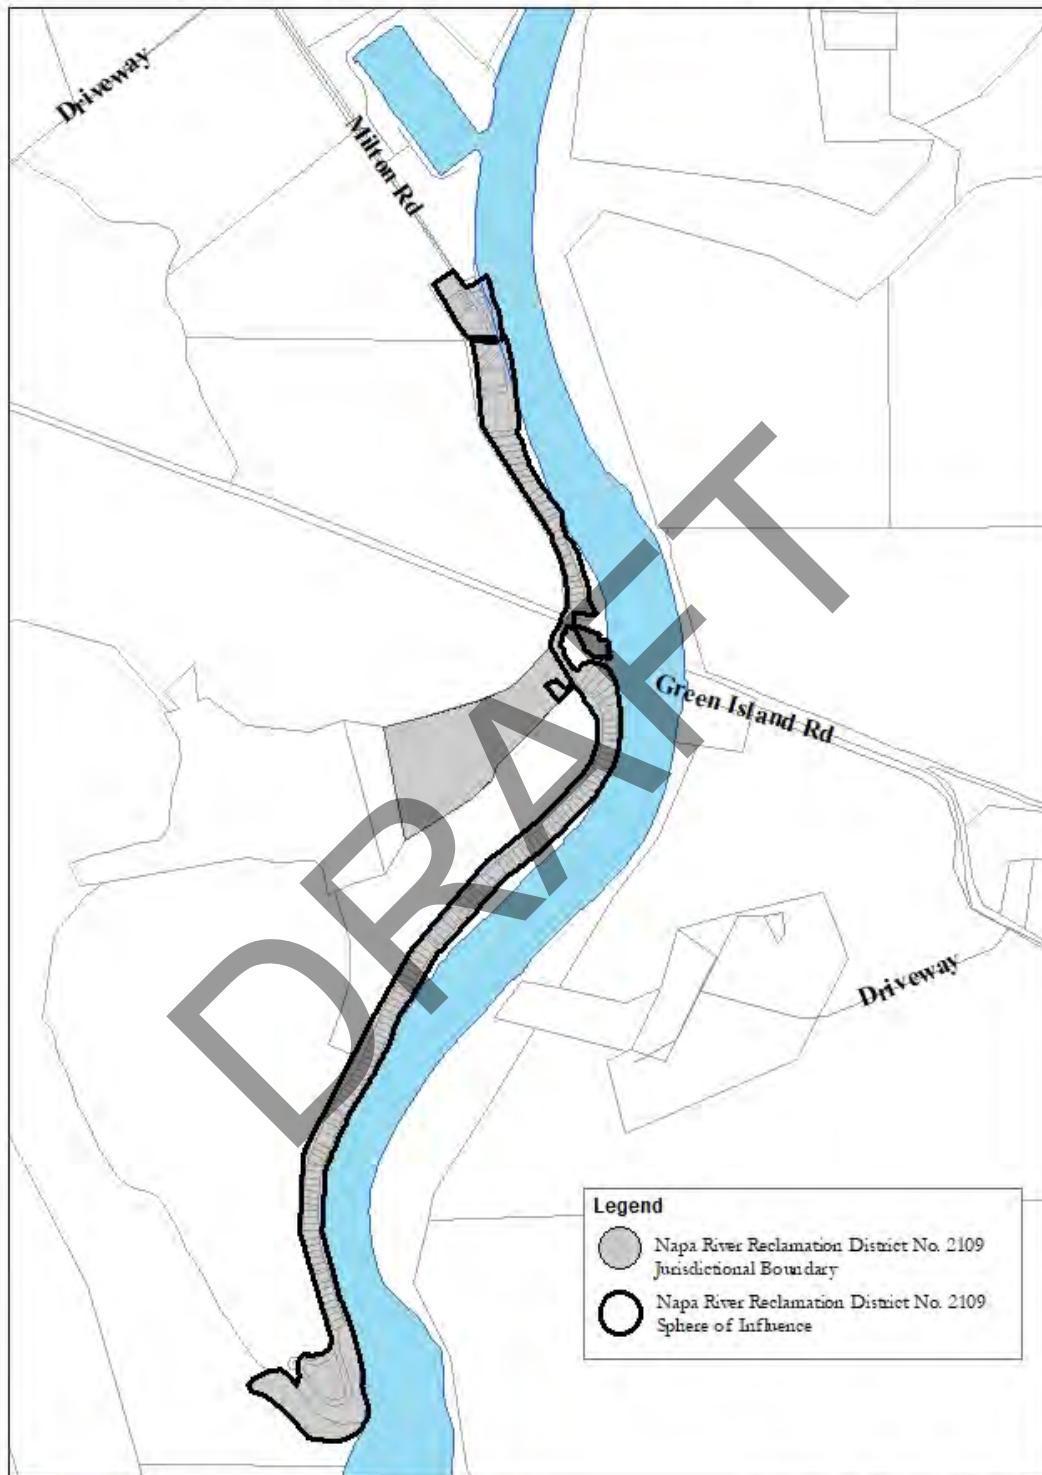 Driveway
Milton Rd
Green Island Rd
Driveway
DRAFT
Legend
Napa River Reclamation District No. 2109
Jurisdictional Boundary
Napa River Reclamation District No. 2109
Sphere of Influence